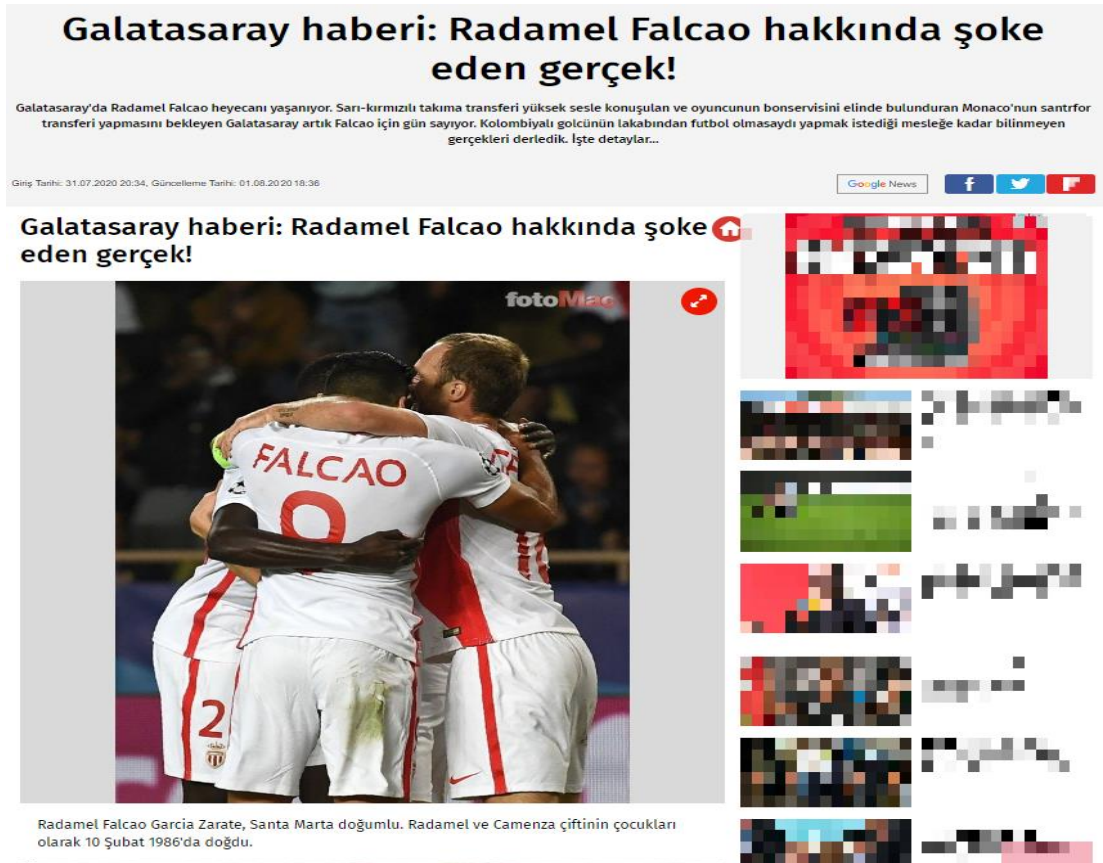 Galatasaray haberi: Radamel Falcao hakkında şoke
eden gerçek!
Galatasaray'da Radamel Falcao heyecanı yaşanıyor. Sarı-kırmızılı takıma transferi yüksek sesle konuşulan ve oyuncunun bonservisini elinde bulunduran Monaco'nun santrfor
transferi yapmasını bekleyen Galatasaray artık Falcao için gün sayıyor. Kolombiyalı golcünün lakabından futbol olmasaydı yapmak istediği mesleğe kadar bilinmeyen
gerçekleri derledik. İşte detaylar...
Giriş Tarihi: 31.07.2020 20:34, Güncelleme Tarihi: 01.08.2020 18:36
Google News
Galatasaray haberi: Radamel Falcao hakkında şoke
eden gerçek!
fotoMaç
FALCAO
9
2
Radamel Falcao Garcia Zarate, Santa Marta doğumlu. Radamel ve Camenza çiftinin çocukları
olarak 10 Şubat 1986'da doğdu.